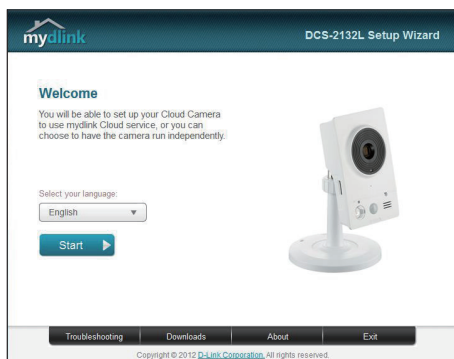 mydlink
DCS-2132L Setup Wizard
Welcome
You will be able to set up your Cloud Camera
to use mydlink Cloud service, or you can
choose to have the camera run independently.
Select your language:
English
Start
Troubleshooting Downloads About Exit
Copyright © 2012 D-Link Corporation. All rights reserved.